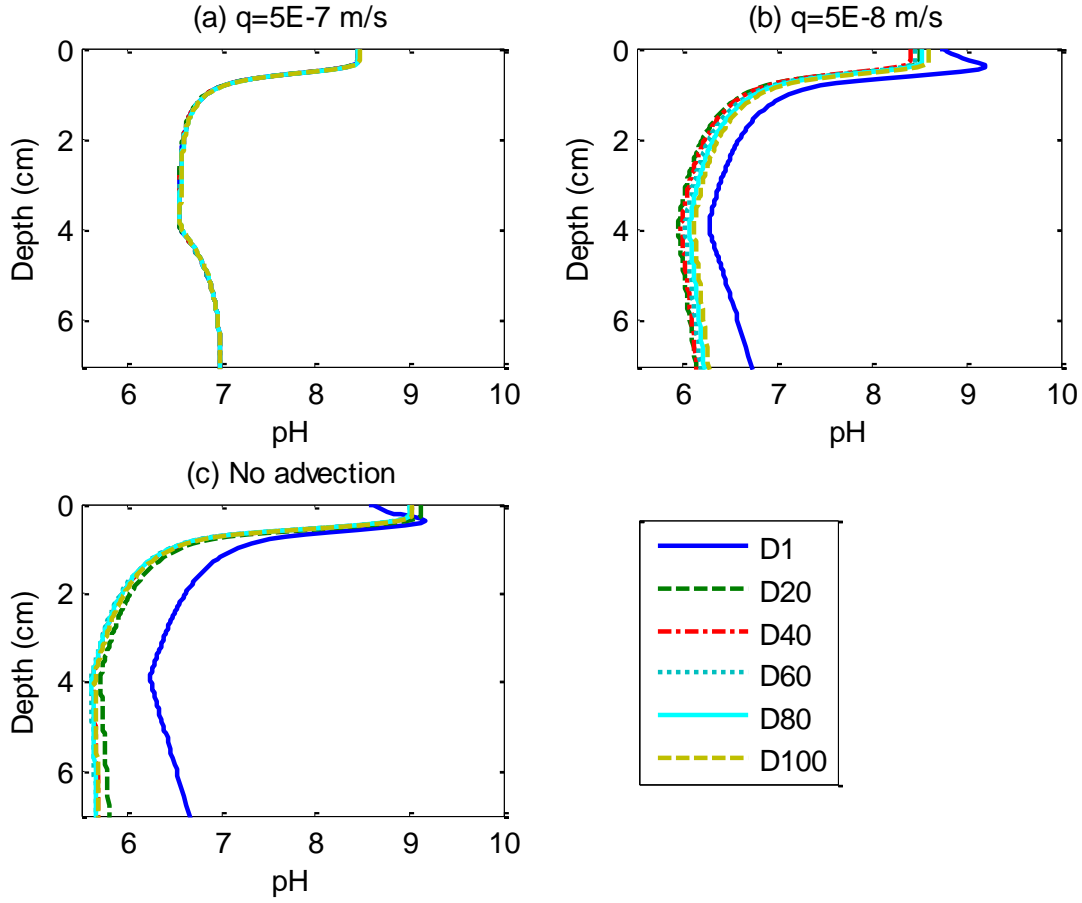 (a) q=5E-7 m/s
0
2
4
6
Depth (cm)
6 7 8 9 10
pH
(b) q=5E-8 m/s
0
2
4
6
Depth (cm)
6 7 8 9 10
pH
(c) No advection
0
2
4
6
Depth (cm)
6 7 8 9 10
pH
D1
D20
D40
D60
D80
D100